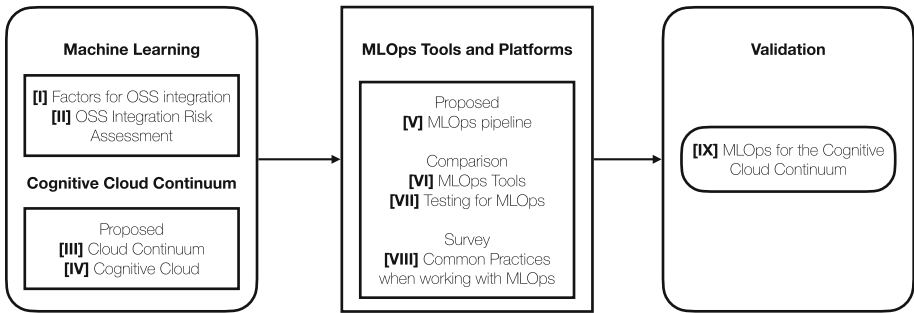 Machine Learning
[I] Factors for OSS integration
[II] OSS Integration Risk
Assessment
Cognitive Cloud Continuum
Proposed
[III] Cloud Continuum
[IV] Cognitive Cloud
MLOps Tools and Platforms
Proposed
[V] MLOps pipeline
Comparison
[VI] MLOps Tools
[VII] Testing for MLOps
Survey
[VIII] Common Practices
when working with MLOps
Validation
[IX] MLOps for the Cognitive
Cloud Continuum